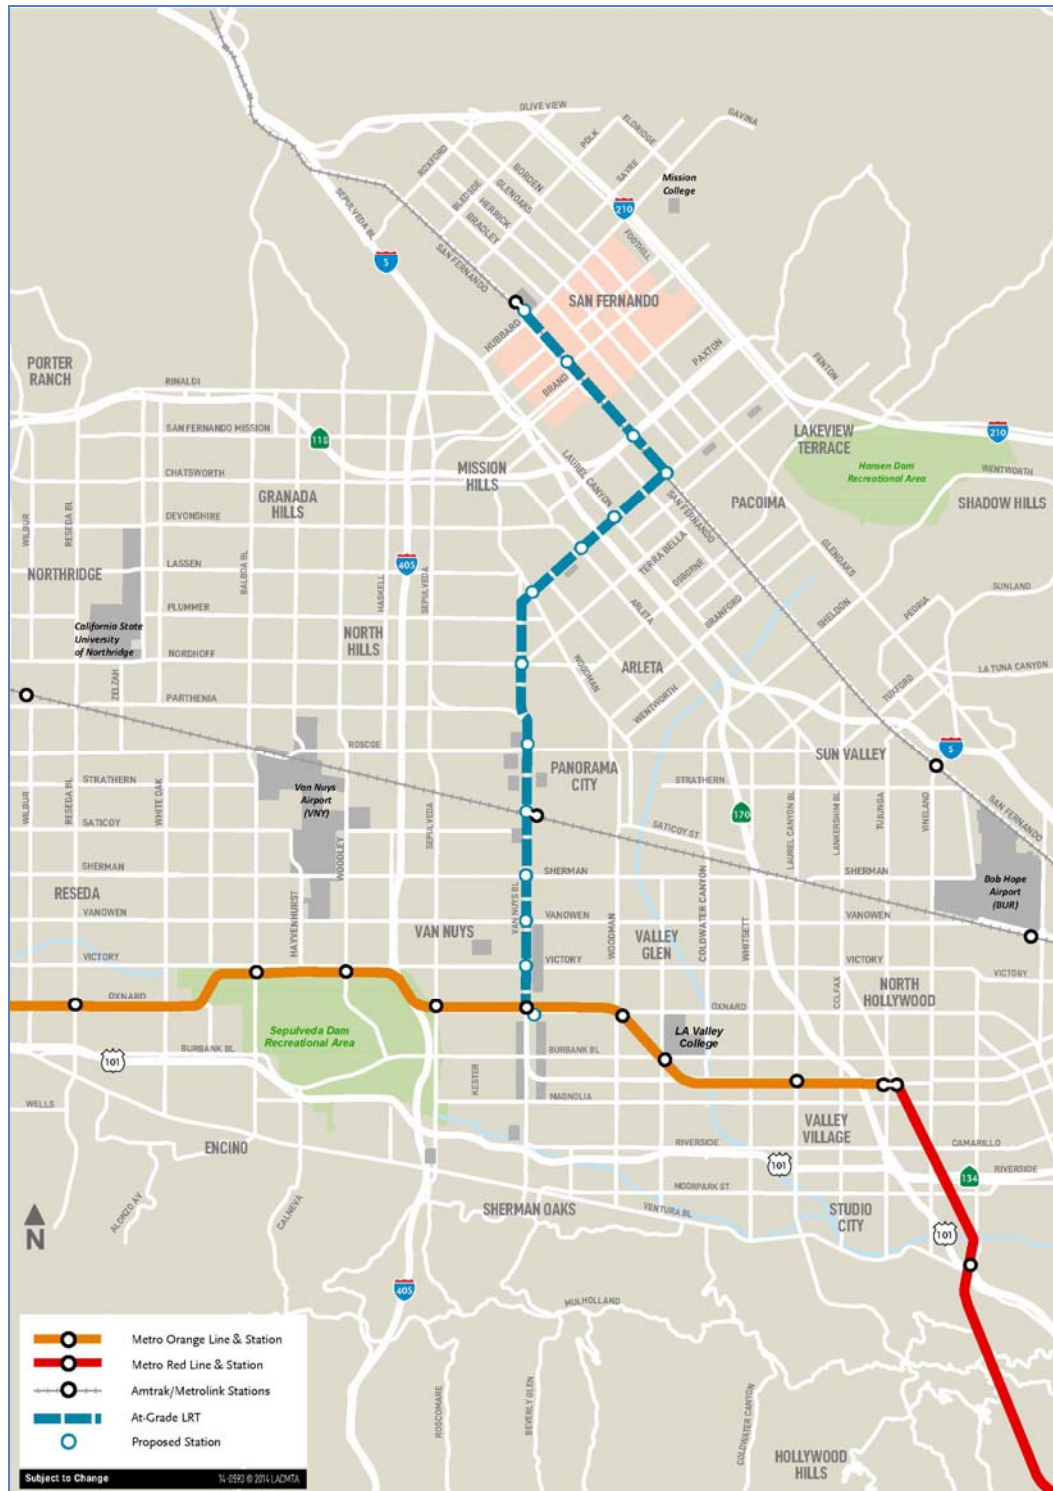 OLIVE VIEW
GAVINA
POLK
ELDRIDGE
ROXFORD
BORDEN
SAYRE
BLEDSOE
GLENOAKS
HERRICK
BRADLEY
Mission
College
210
SEPULVEDA BL
SAN FERNANDO
FOOTHILL
5
SAN FERNANDO
HUBBARD
PAXTON
FENTON
PORTER
RANCH
BRAND
RINALDI
SAN FERNANDO MISSION
118
LAKEVIEW
TERRACE
210
CHATSWORTH
MISSION
HILLS
LAUREL CANYON
Hansen Dam
Recreational Area
WENTWORTH
GRANADA
HILLS
PACOIMA
SHADOW HILLS
SAN FERNANDO
WILBUR
RESEDA BL
DEVONSHIRE
TERRA BELLA
GLENOAKS
BALBOA BL
LASSEN
405
NORTHRIDGE
HASKELL
SEPULVEDA
OSBORNE
SUNLAND
PLUMMER
ARLETA
BRANFORD
SHELDON
PEORIA
California State
University
of Northridge
NORTH
HILLS
NORDHOFF
WOODMAN
ARLETA
LA TUNA CANYON
ZELZAH
PARTHENIA
WENTWORTH
TUXFORD
ROSCOE
SUN VALLEY
5
STRATHERN
PANORAMA
CITY
STRATHERN
Van Nuys
Airport
(VNY)
WILBUR
RESEDA BL
WHITE OAK
SATICOY
WOODLEY
SEPULVEDA
SATICOY ST
170
LAUREL CANYON BL
LANKERSHIM BL
TUJUNGA
VINELAND
SAN FERNANDO
SHERMAN
SHERMAN
SHERMAN
RESEDA
Bob Hope
Airport
(BUR)
VANOWEN
HAYVENHURST
VAN NUYS
VAN NUYS BL
VANOWEN
WOODMAN
VALLEY
GLEN
COLDWATER CANYON
WHITSETT
VANOWEN
VICTORY
VICTORY
VICTORY
VICTORY
OXNARD
OXNARD
COLFAX
NORTH
HOLLYWOOD
Sepulveda Dam
Recreational Area
LA Valley
College
101
BURBANK BL
BURBANK BL
KESTER
MAGNOLIA
WELLS
VALLEY
VILLAGE
ENCINO
RIVERSIDE
CAMARILLO
101
RIVERSIDE
134
MOORPARK ST
ALONZO AV
CALNEVA
SHERMAN OAKS
VENTURA BL
STUDIO
CITY
101
N
405
MULHOLLAND
ROSCOMARE
BEVERLY GLEN
COLDWATER CANYON
HOLLYWOOD
HILLS
Metro Orange Line & Station
Metro Red Line & Station
Amtrak/Metrolink Stations
At-Grade LRT
Proposed Station
Subject to Change
14-0593 © 2014 LACMTA